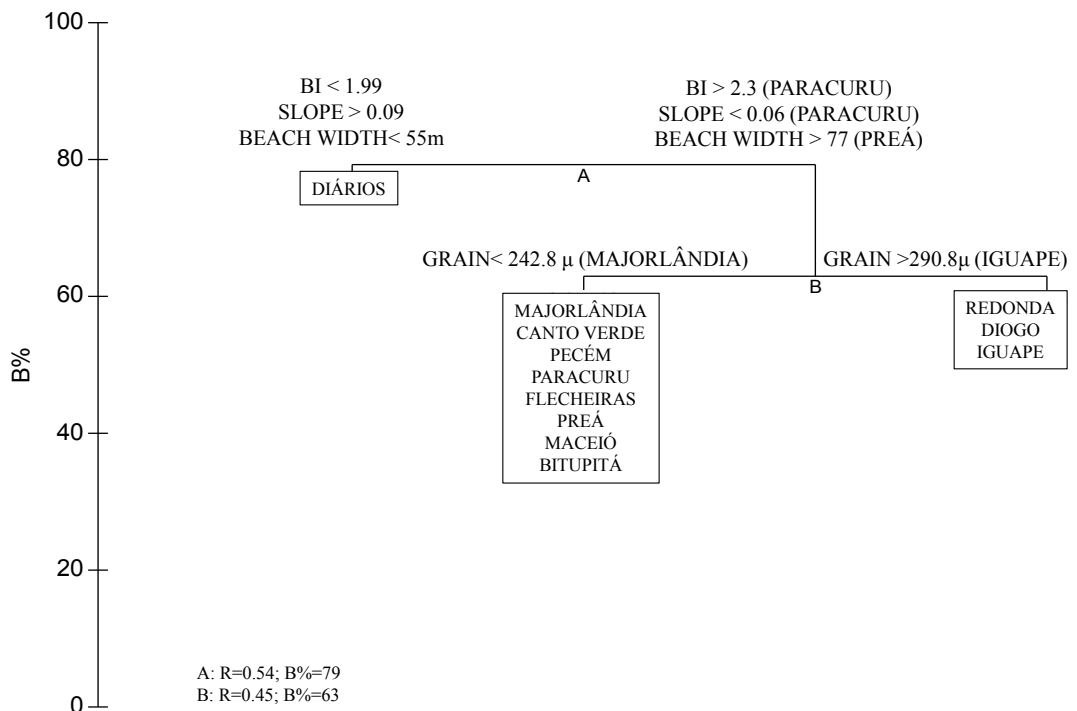 100
BI < 1.99
SLOPE > 0.09
BEACH WIDTH< 55m
BI > 2.3 (PARACURU)
SLOPE < 0.06 (PARACURU)
BEACH WIDTH > 77 (PREÁ)
80
A
DIÁRIOS
GRAIN< 242.8 μ (MAJORLÂNDIA)
GRAIN >290.8μ (IGUAPE)
B
60
MAJORLÂNDIA
CANTO VERDE
PECÉM
PARACURU
FLECHEIRAS
PREÁ
MACEIÓ
BITUPITÁ
REDONDA
DIOGO
IGUAPE
B%
40
20
A: R=0.54; B%=79
B: R=0.45; B%=63
0